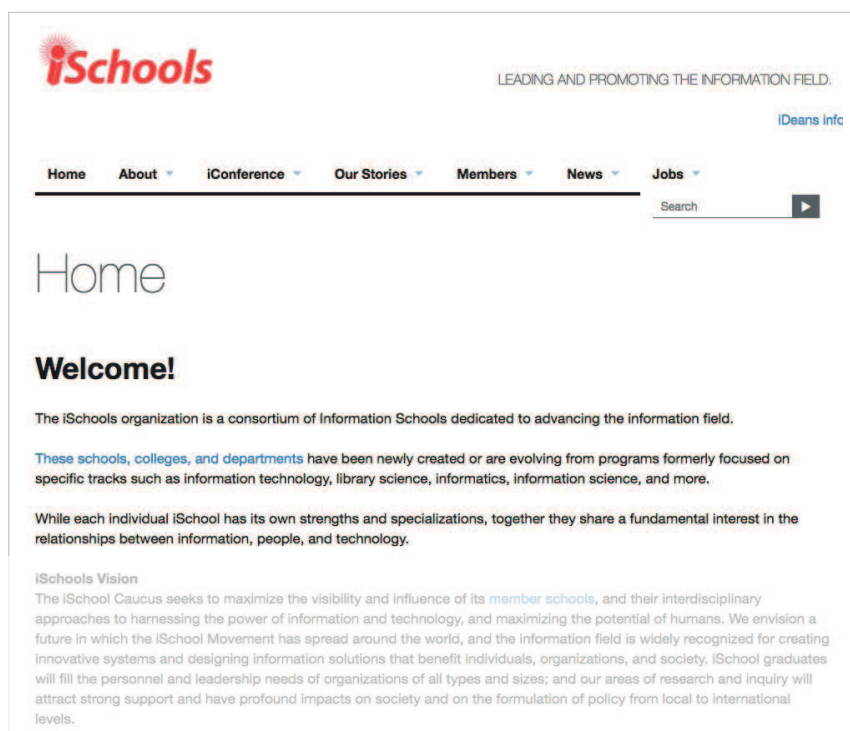 iSchools
LEADING AND PROMOTING THE INFORMATION FIELD.
iDeans info
Home About iConference Our Stories Members News Jobs
Search
Home
Welcome!
The iSchools organization is a consortium of Information Schools dedicated to advancing the information field.
These schools, colleges, and departments have been newly created or are evolving from programs formerly focused on
specific tracks such as information technology, library science, informatics, information science, and more.
While each individual iSchool has its own strengths and specializations, together they share a fundamental interest in the
relationships between information, people, and technology.
iSchools Vision
The iSchool Caucus seeks to maximize the visibility and influence of its member schools, and their interdisciplinary
approaches to harnessing the power of information and technology, and maximizing the potential of humans. We envision a
future in which the iSchool Movement has spread around the world, and the information field is widely recognized for creating
innovative systems and designing information solutions that benefit individuals, organizations, and society. iSchool graduates
will fill the personnel and leadership needs of organizations of all types and sizes; and our areas of research and inquiry will
attract strong support and have profound impacts on society and on the formulation of policy from local to international
levels.